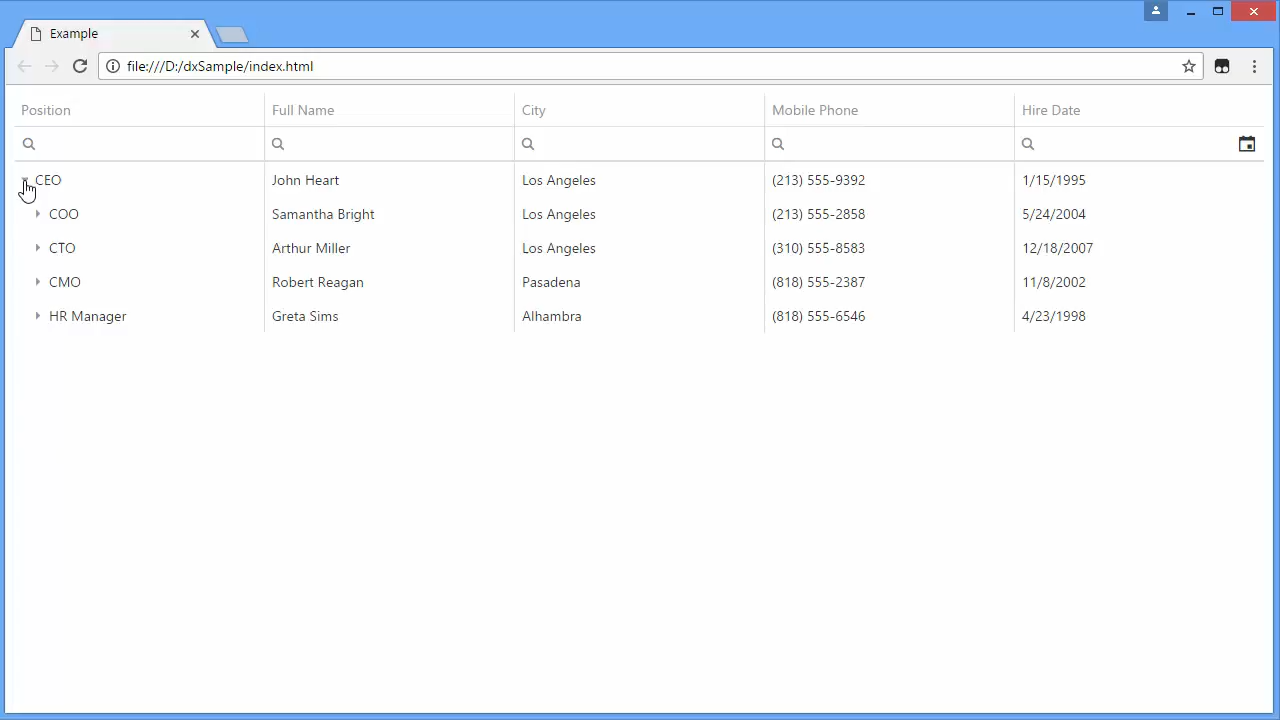 Example
file:///D:/dxSample/index.html
Position Full Name City Mobile Phone Hire Date
CEO John Heart Los Angeles (213) 555-9392 1/15/1995
COO Samantha Bright Los Angeles (213) 555-2858 5/24/2004
CTO Arthur Miller Los Angeles (310) 555-8583 12/18/2007
CMO Robert Reagan Pasadena (818) 555-2387 11/8/2002
HR Manager Greta Sims Alhambra (818) 555-6546 4/23/1998